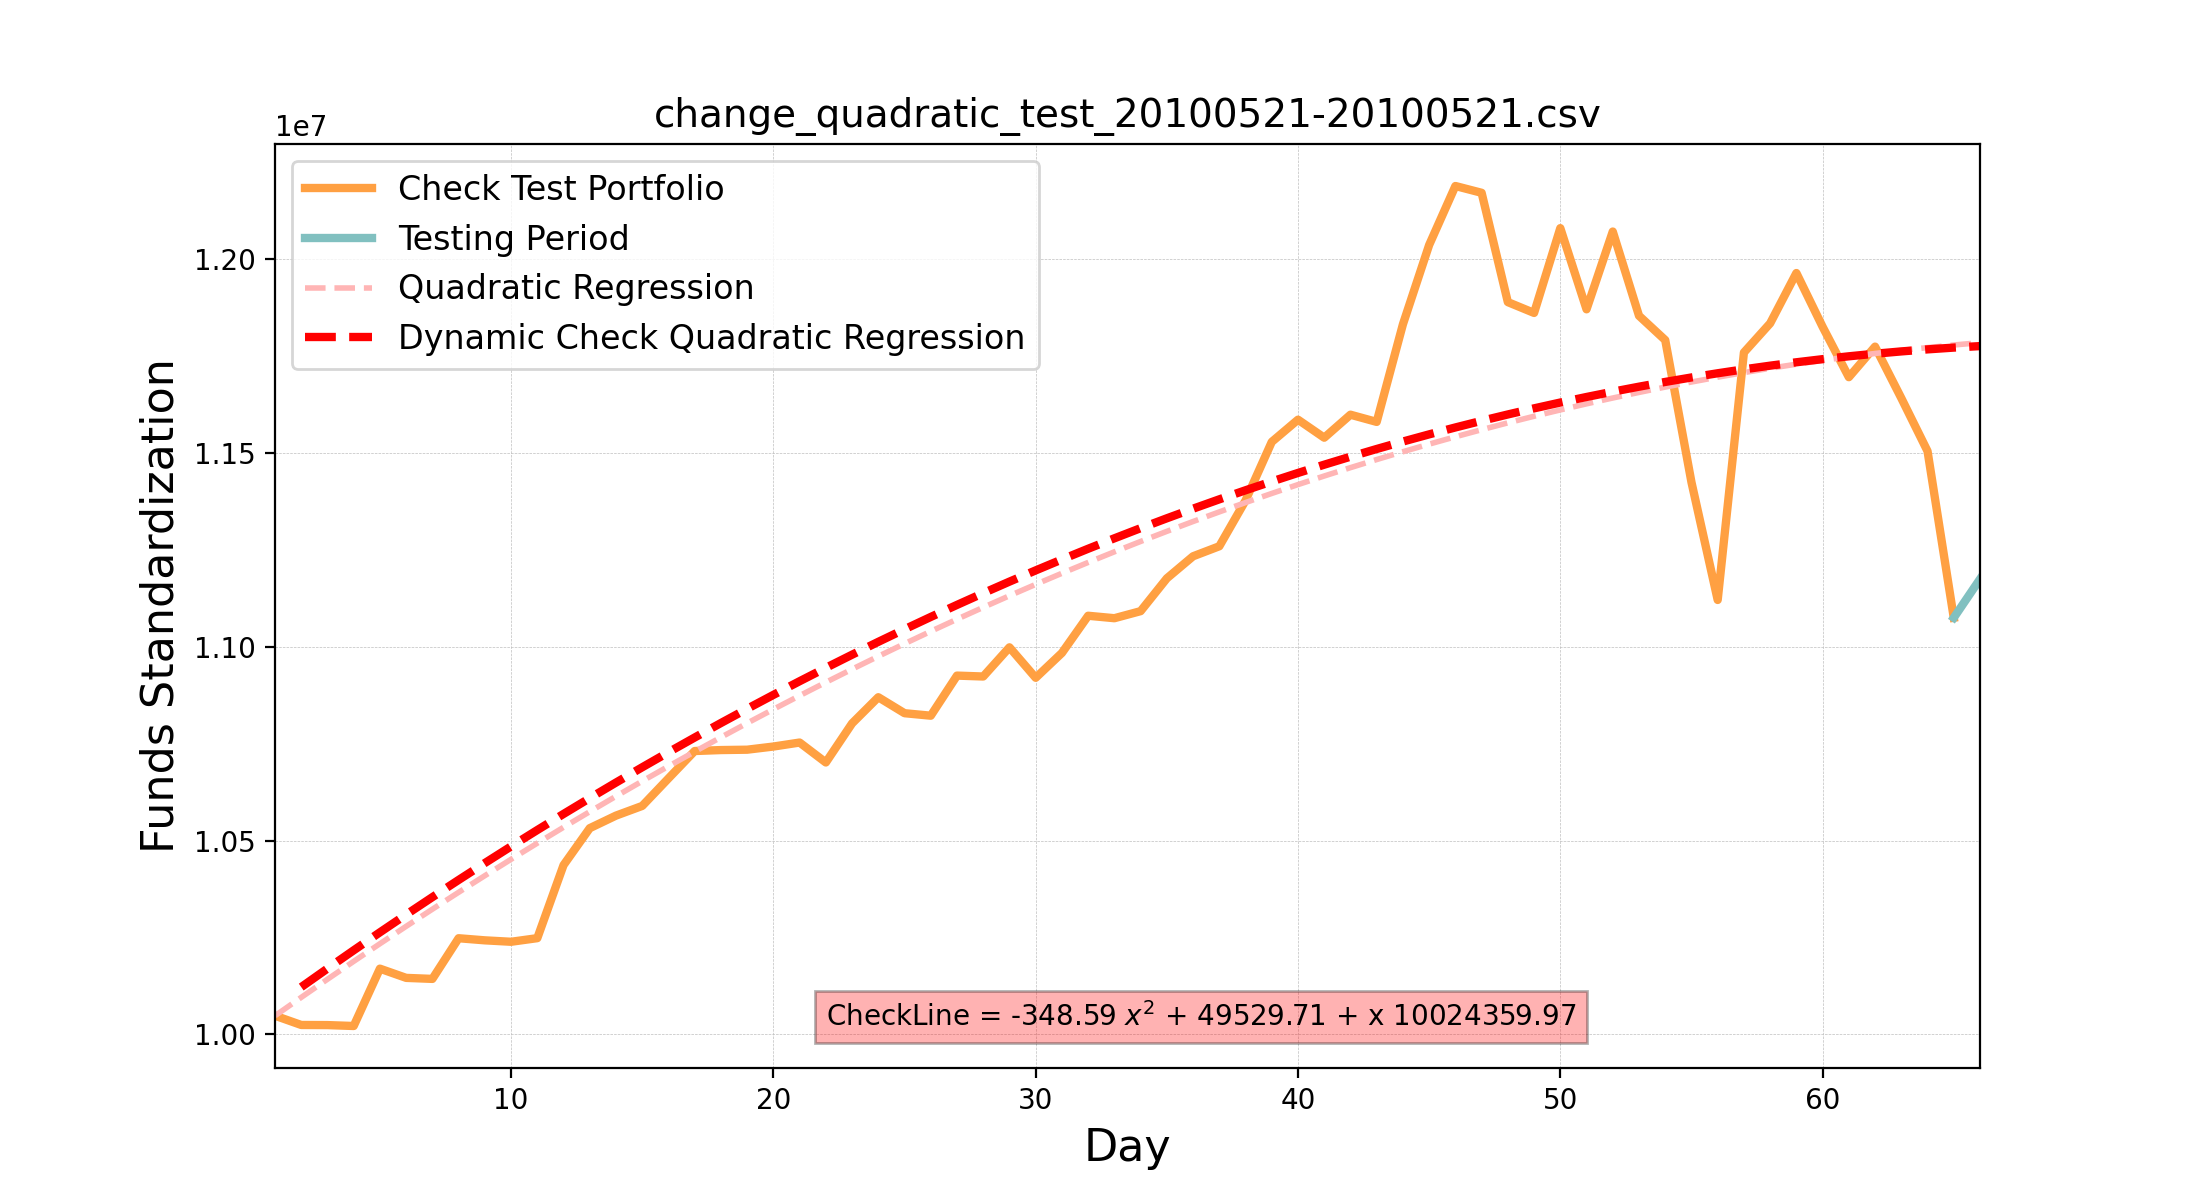 change_quadratic_test_20100521-20100521.csv
1e7
Check Test Portfolio
Testing Period
Quadratic Regression
Dynamic Check Quadratic Regression
1.20
1.15
1.10
1.05
1.00
Funds Standardization
CheckLine = -348.59 x² + 49529.71 + x 10024359.97
10 20 30 40 50 60
Day